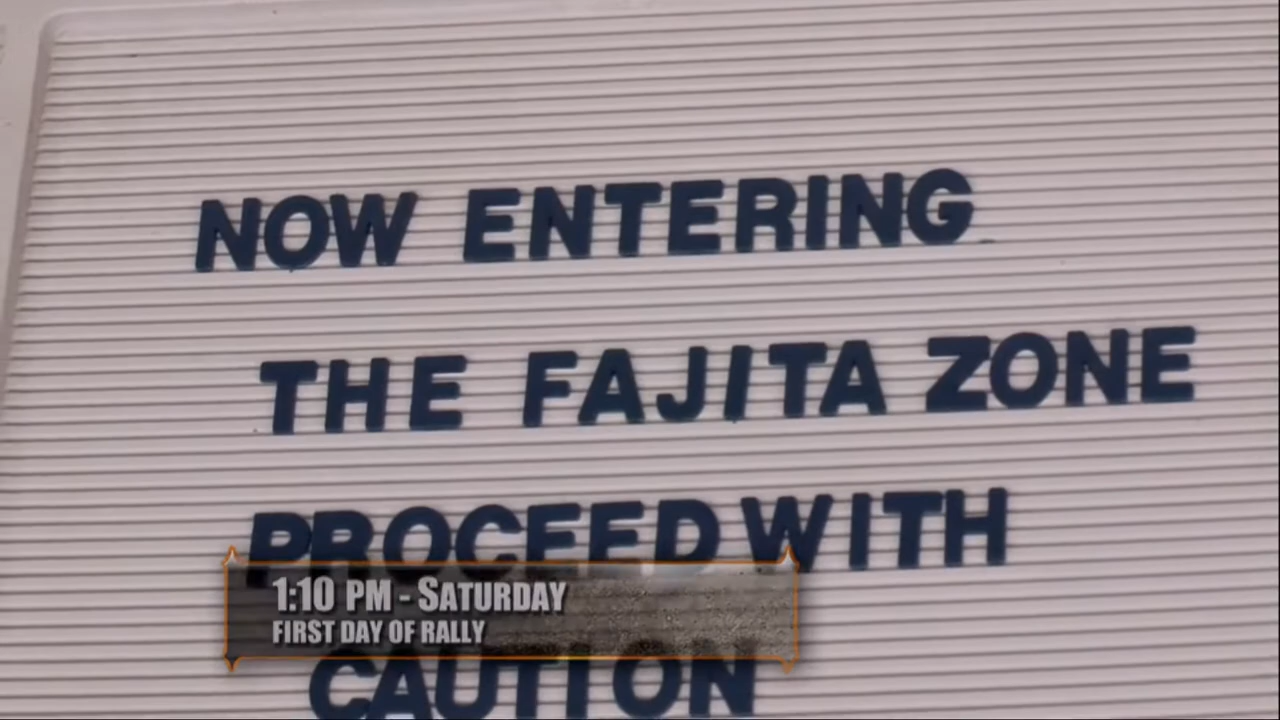 NOW ENTERING
THE FAJITA ZONE
PROCEED WITH
1:10 PM - SATURDAY
FIRST DAY OF RALLY
CAUTION